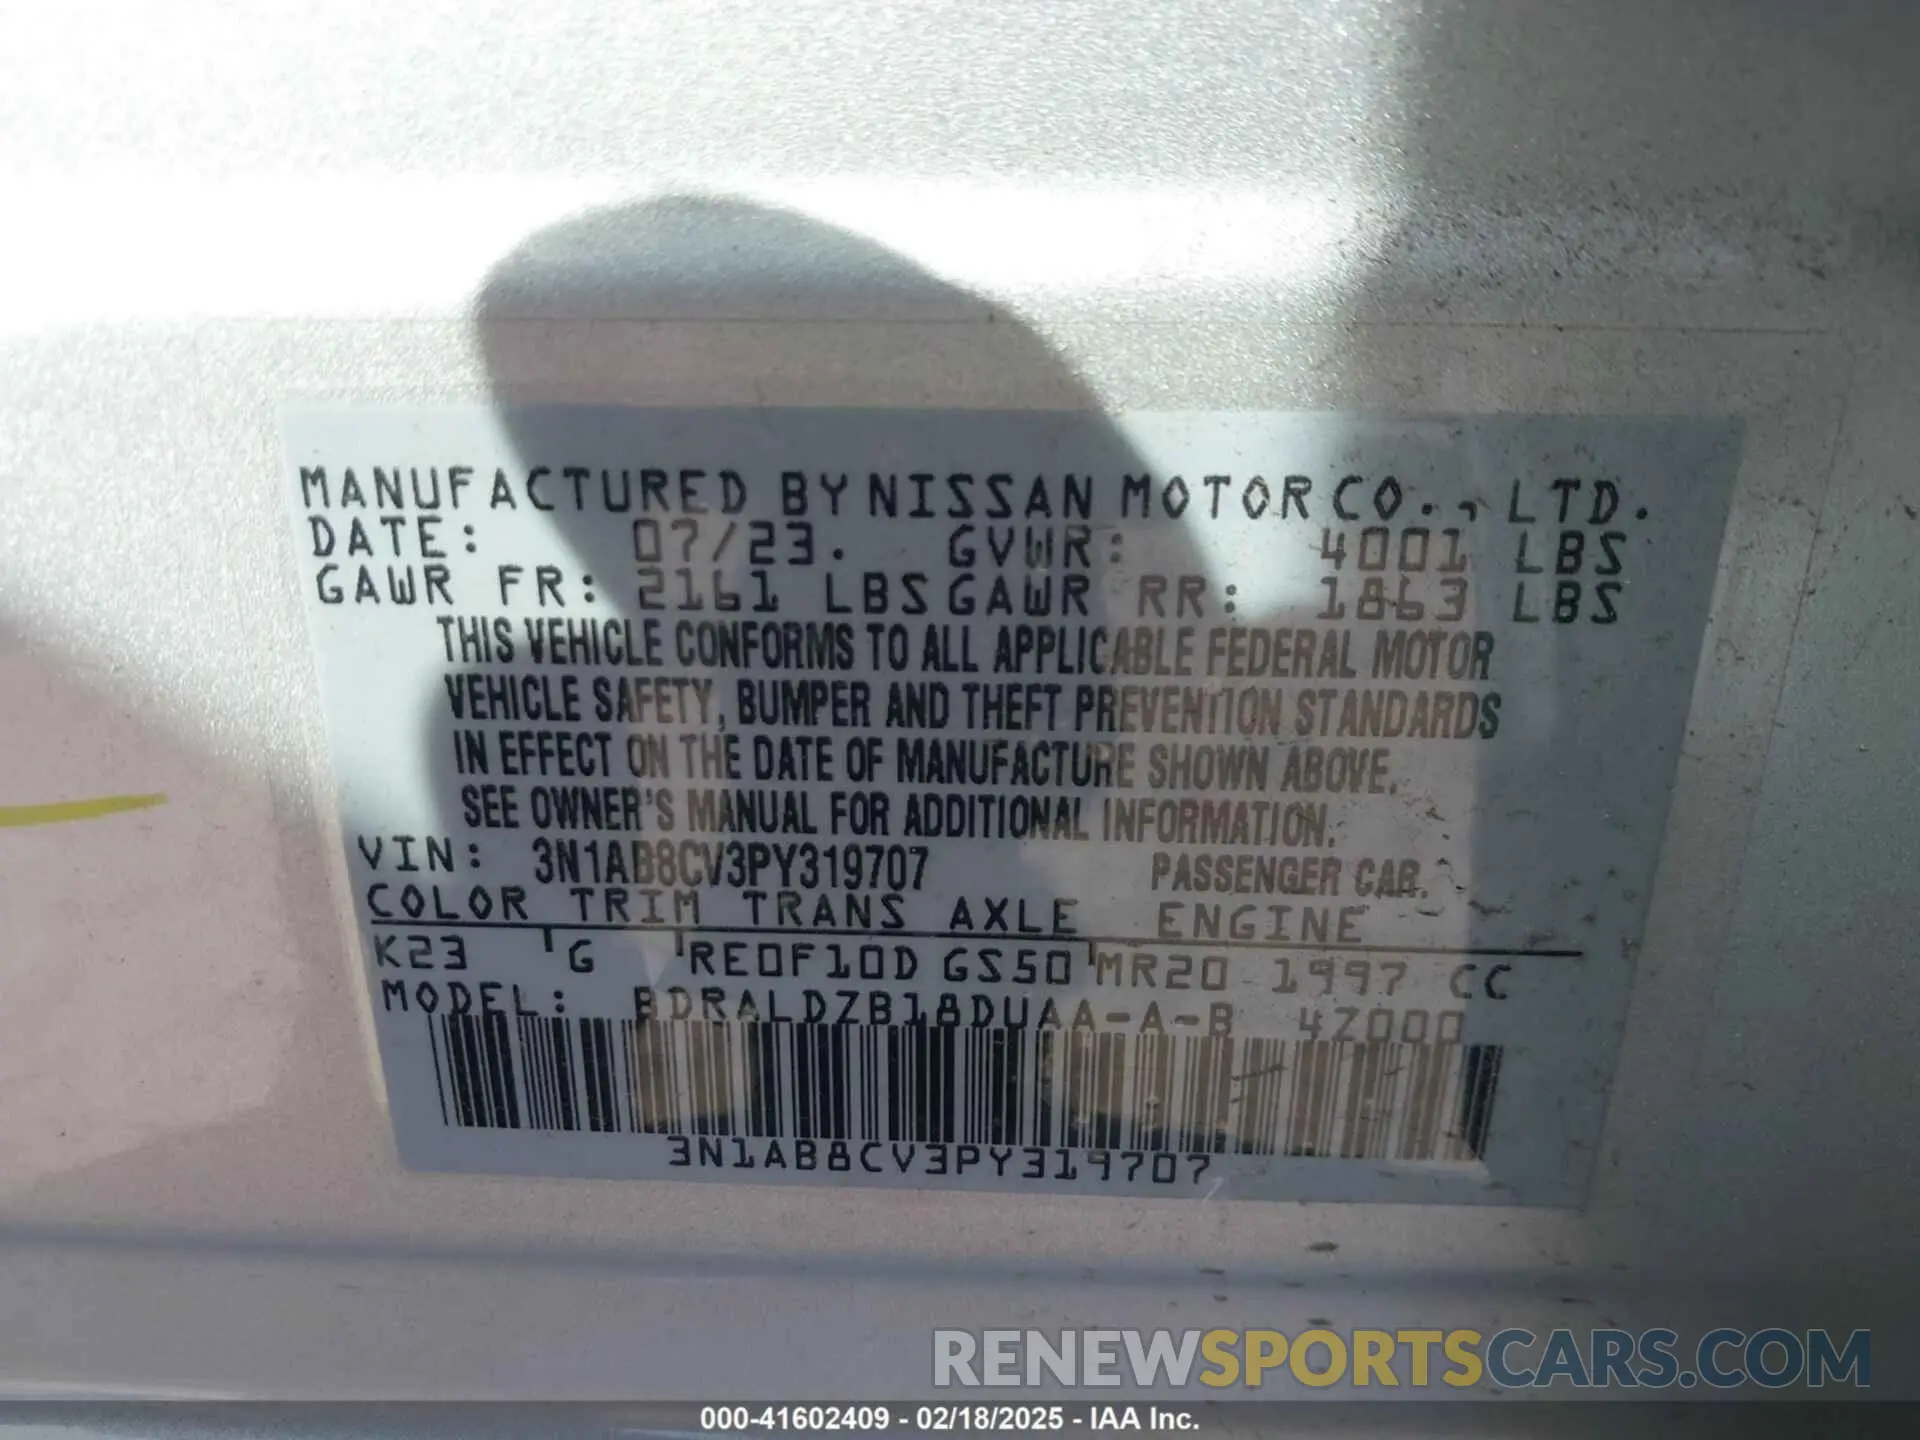 MANUFACTURED BY NISSAN MOTOR CO., LTD.
DATE: 07/23. GVWR: 4001 LBS
GAWR FR: 2161 LBS GAWR RR: 1863 LBS
THIS VEHICLE CONFORMS TO ALL APPLICABLE FEDERAL MOTOR
VEHICLE SAFETY, BUMPER AND THEFT PREVENTION STANDARDS
IN EFFECT ON THE DATE OF MANUFACTURE SHOWN ABOVE.
SEE OWNER'S MANUAL FOR ADDITIONAL INFORMATION.
VIN: 3N1AB8CV3PY319707 PASSENGER CAR.
COLOR TRIM TRANS AXLE ENGINE
K23 G RE0F10D GS50 MR20 1997 CC
MODEL: BDRALDZB18DUAA-A-B 4Z000
3N1AB8CV3PY319707
RENEWSPORTSCARS.COM
000-41602409 - 02/18/2025 - IAA Inc.